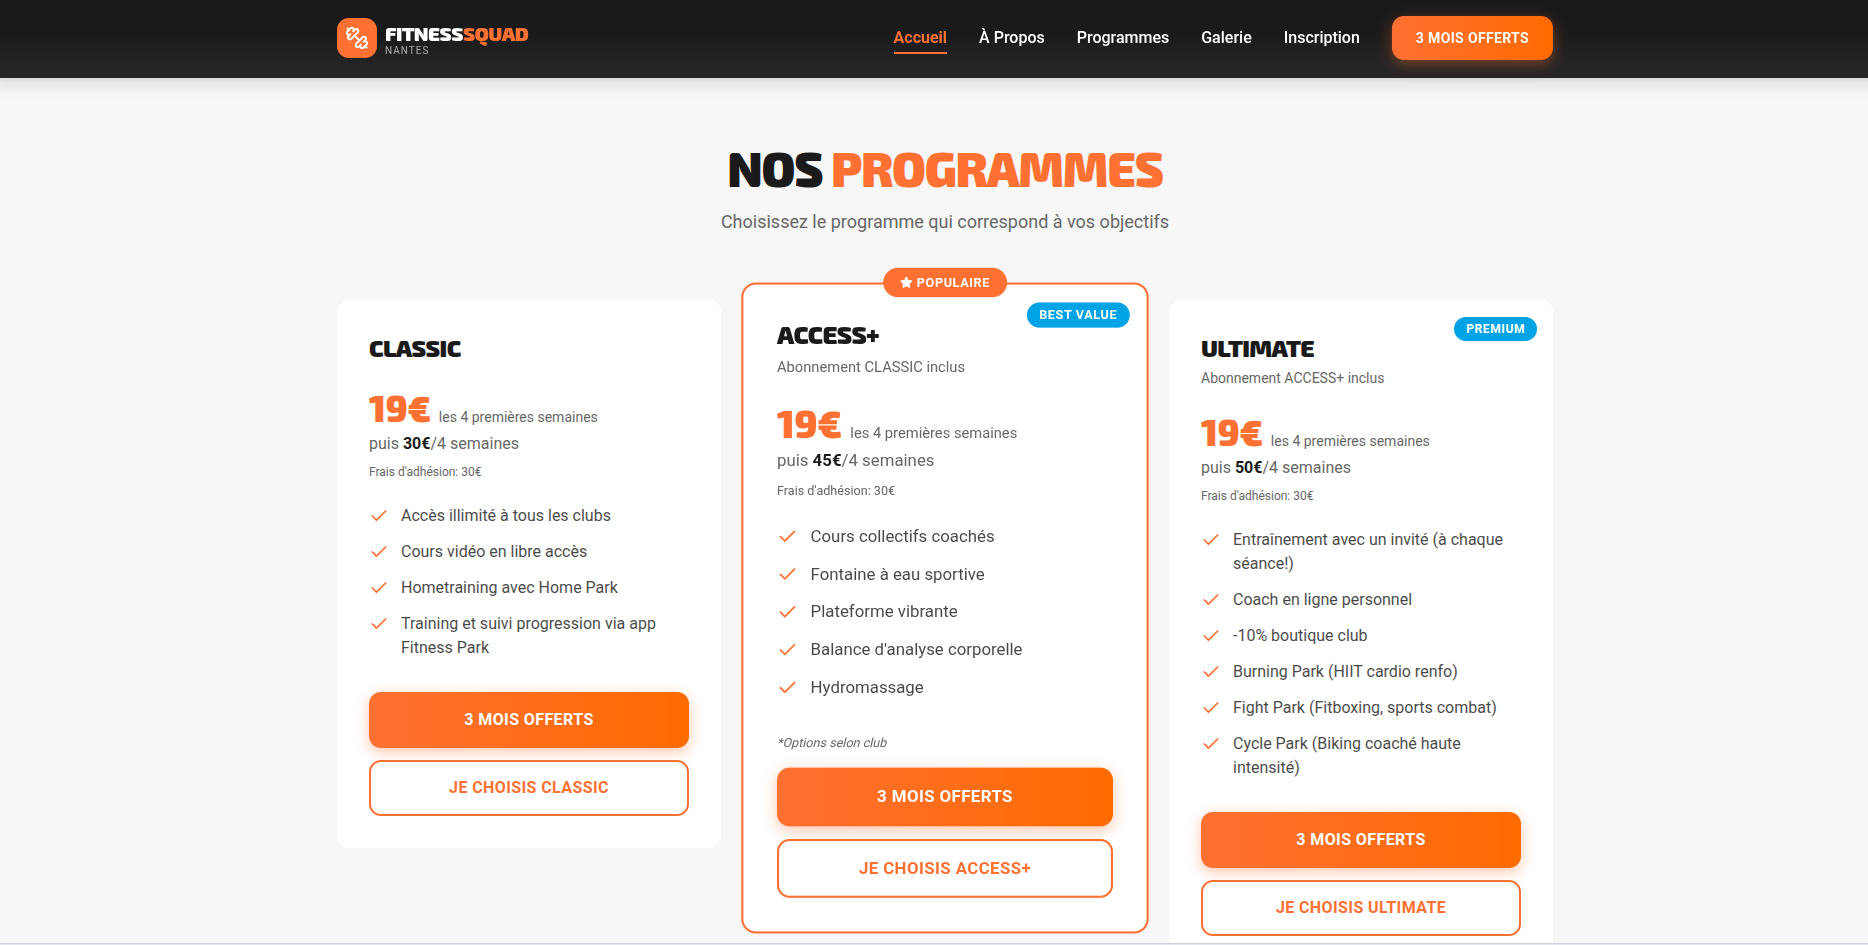 FITNESSSQUAD
NANTES
Accueil
À Propos
Programmes
Galerie
Inscription
3 MOIS OFFERTS
NOS PROGRAMMES
Choisissez le programme qui correspond à vos objectifs
CLASSIC
19€ les 4 premières semaines
puis 30€/4 semaines
Frais d'adhésion: 30€
Accès illimité à tous les clubs
Cours vidéo en libre accès
Hometraining avec Home Park
Training et suivi progression via app
Fitness Park
3 MOIS OFFERTS
JE CHOISIS CLASSIC
POPULAIRE
BEST VALUE
ACCESS+
Abonnement CLASSIC inclus
19€ les 4 premières semaines
puis 45€/4 semaines
Frais d'adhésion: 30€
Cours collectifs coachés
Fontaine à eau sportive
Plateforme vibrante
Balance d'analyse corporelle
Hydromassage
*Options selon club
3 MOIS OFFERTS
JE CHOISIS ACCESS+
PREMIUM
ULTIMATE
Abonnement ACCESS+ inclus
19€ les 4 premières semaines
puis 50€/4 semaines
Frais d'adhésion: 30€
Entraînement avec un invité (à chaque
séance!)
Coach en ligne personnel
-10% boutique club
Burning Park (HIIT cardio renfo)
Fight Park (Fitboxing, sports combat)
Cycle Park (Biking coaché haute
intensité)
3 MOIS OFFERTS
JE CHOISIS ULTIMATE